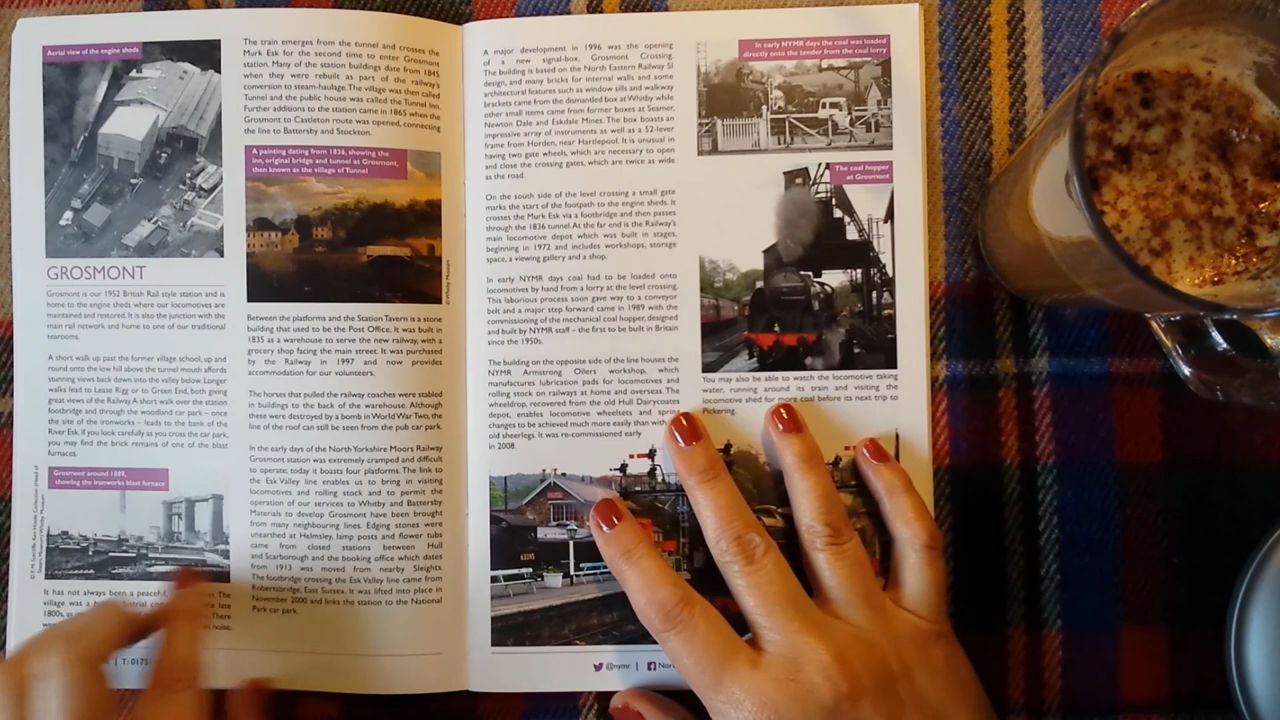 Aerial view of the engine sheds
GROSMONT
Grosmont is our 1952 British Rail style station and is
home to the engine sheds where our locomotives are
maintained and restored. It is also the junction with the
main rail network and home to one of our traditional
tearooms.
A short walk up past the former village school, up and
round onto the low hill above the tunnel mouth affords
stunning views back down into the valley below. Longer
walks lead to Lease Rigg or to Green End, both giving
great views of the Railway. A short walk over the station
footbridge and through the woodland car park – once
the site of the ironworks – leads to the bank of the
River Esk. If you look carefully as you cross the car park,
you may find the brick remains of one of the blast
furnaces.
Grosmont around 1889,
showing the ironworks blast furnace
It has not always been a peaceful, The
village was a late
1800s, as There
| T: 0175
The train emerges from the tunnel and crosses the
Murk Esk for the second time to enter Grosmont
Station. Many of the station buildings date from 1845
when they were rebuilt as part of the railway's
conversion to steam-haulage. The village was then called
Tunnel and the public house was called the Tunnel Inn.
Further additions to the station came in 1865 when the
Grosmont to Castleton route was opened, connecting
the line to Battersby and Stockton.
A painting dating from 1836, showing the
inn, original bridge and tunnel at Grosmont,
then known as the village of Tunnel
© Whitby Museum
Between the platforms and the Station Tavern is a stone
building that used to be the Post Office. It was built in
1835 as a warehouse to serve the new railway, with a
grocery shop facing the main street. It was purchased
by the Railway in 1997 and now provides
accommodation for our volunteers.
The horses that pulled the railway coaches were stabled
in buildings to the back of the warehouse. Although
these were destroyed by a bomb in World War Two, the
line of the roof can still be seen from the pub car park.
In the early days of the North Yorkshire Moors Railway
Grosmont station was extremely cramped and difficult
to operate; today it boasts four platforms. The link to
the Esk Valley line enables us to bring in visiting
locomotives and rolling stock and to permit the
operation of our services to Whitby and Battersby.
Materials to develop Grosmont have been brought
from many neighbouring lines. Edging stones were
unearthed at Helmsley, lamp posts and flower tubs
came from closed stations between Hull
and Scarborough and the booking office which dates
from 1913 was moved from nearby Sleights.
The footbridge crossing the Esk Valley line came from
Robertsbridge, East Sussex. It was lifted into place in
November 2000 and links the station to the National
Park car park.
A major development in 1996 was the opening
of a new signal-box, Grosmont Crossing.
The building is based on the North Eastern Railway S1
design, and many bricks for internal walls and some
architectural features such as window sills and walkway
brackets came from the dismantled box at Whitby while
other small items came from former boxes at Seamer,
Newton Dale and Eskdale Mines. The box boasts an
impressive array of instruments as well as a 52-lever
frame from Horden, near Hartlepool. It is unusual in
having two gate wheels, which are necessary to open
and close the crossing gates, which are twice as wide
as the road.
On the south side of the level crossing a small gate
marks the start of the footpath to the engine sheds. It
crosses the Murk Esk via a footbridge and then passes
through the 1836 tunnel. At the far end is the Railway's
main locomotive depot which was built in stages,
beginning in 1972 and includes workshops, storage
space, a viewing gallery and a shop.
In early NYMR days coal had to be loaded onto
locomotives by hand from a lorry at the level crossing.
This laborious process soon gave way to a conveyor
belt and a major step forward came in 1989 with the
commissioning of the mechanical coal hopper, designed
and built by NYMR staff – the first to be built in Britain
since the 1950s.
The building on the opposite side of the line houses the
NYMR Armstrong Oilers workshop, which
manufactures lubrication pads for locomotives and
rolling stock on railways at home and overseas. The
wheeldrop, recovered from the old Hull Dairycoates
depot, enables locomotive wheelsets and spring
changes to be achieved much more easily than with
old sheerlegs. It was re-commissioned early
in 2008.
In early NYMR days the coal was loaded
directly onto the tender from the coal lorry
The coal hopper
at Grosmont
You may also be able to watch the locomotive taking
water, running around its train and visiting the
locomotive shed for more coal before its next trip to
Pickering.
63395
@nymr | Nor